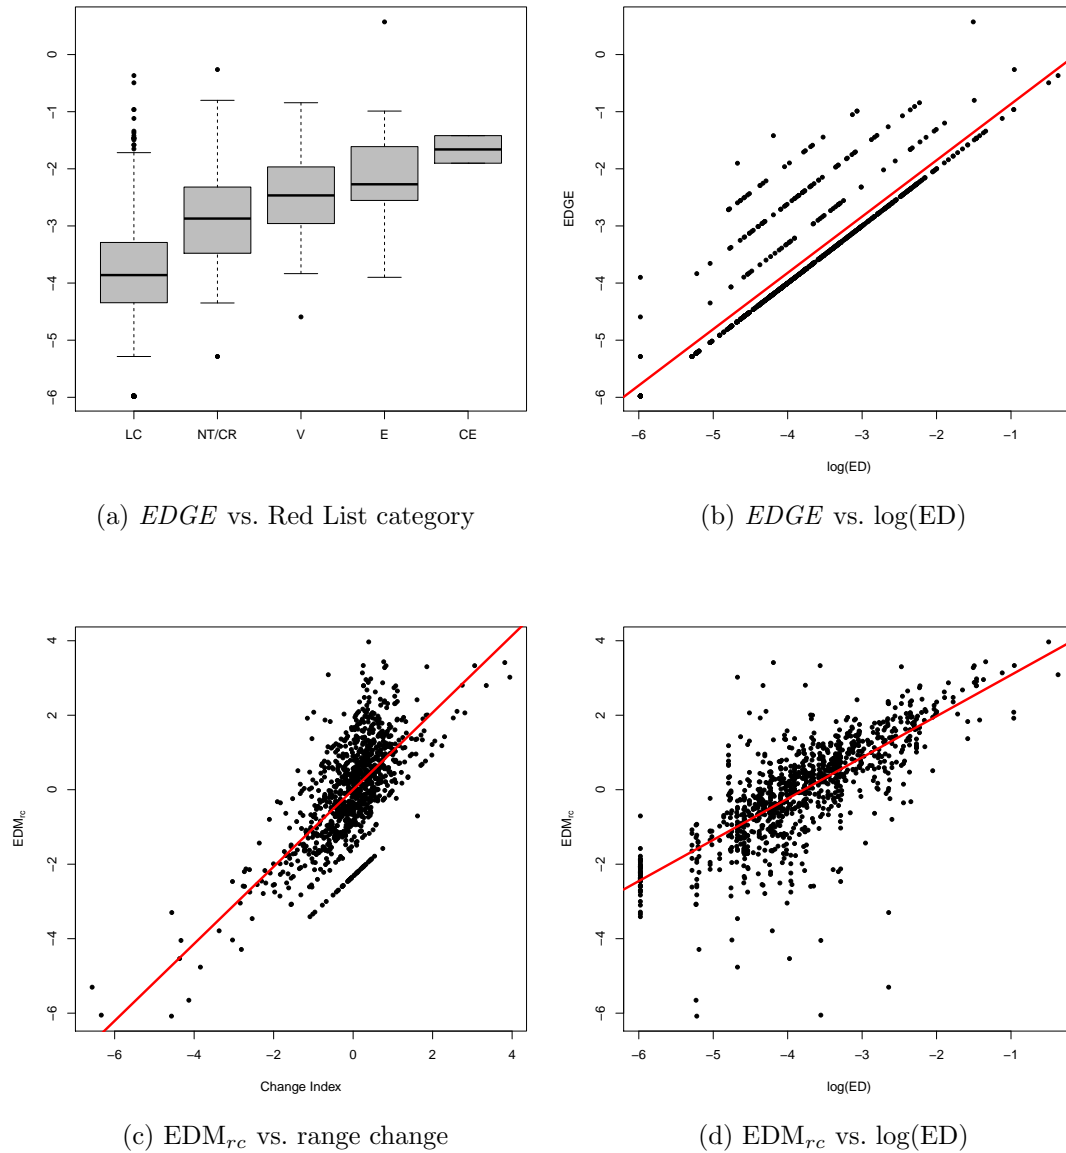 0
−1
−2
−3
−4
−5
−6
LC NT/CR V E CE
(a) EDGE vs. Red List category
EDGE
0
−1
−2
−3
−4
−5
−6
−6 −5 −4 −3 −2 −1
log(ED)
(b) EDGE vs. log(ED)
EDMrc
4
2
0
−2
−4
−6
−6 −4 −2 0 2 4
Change Index
(c) EDMrc vs. range change
EDMrc
4
2
0
−2
−4
−6
−6 −5 −4 −3 −2 −1
log(ED)
(d) EDMrc vs. log(ED)